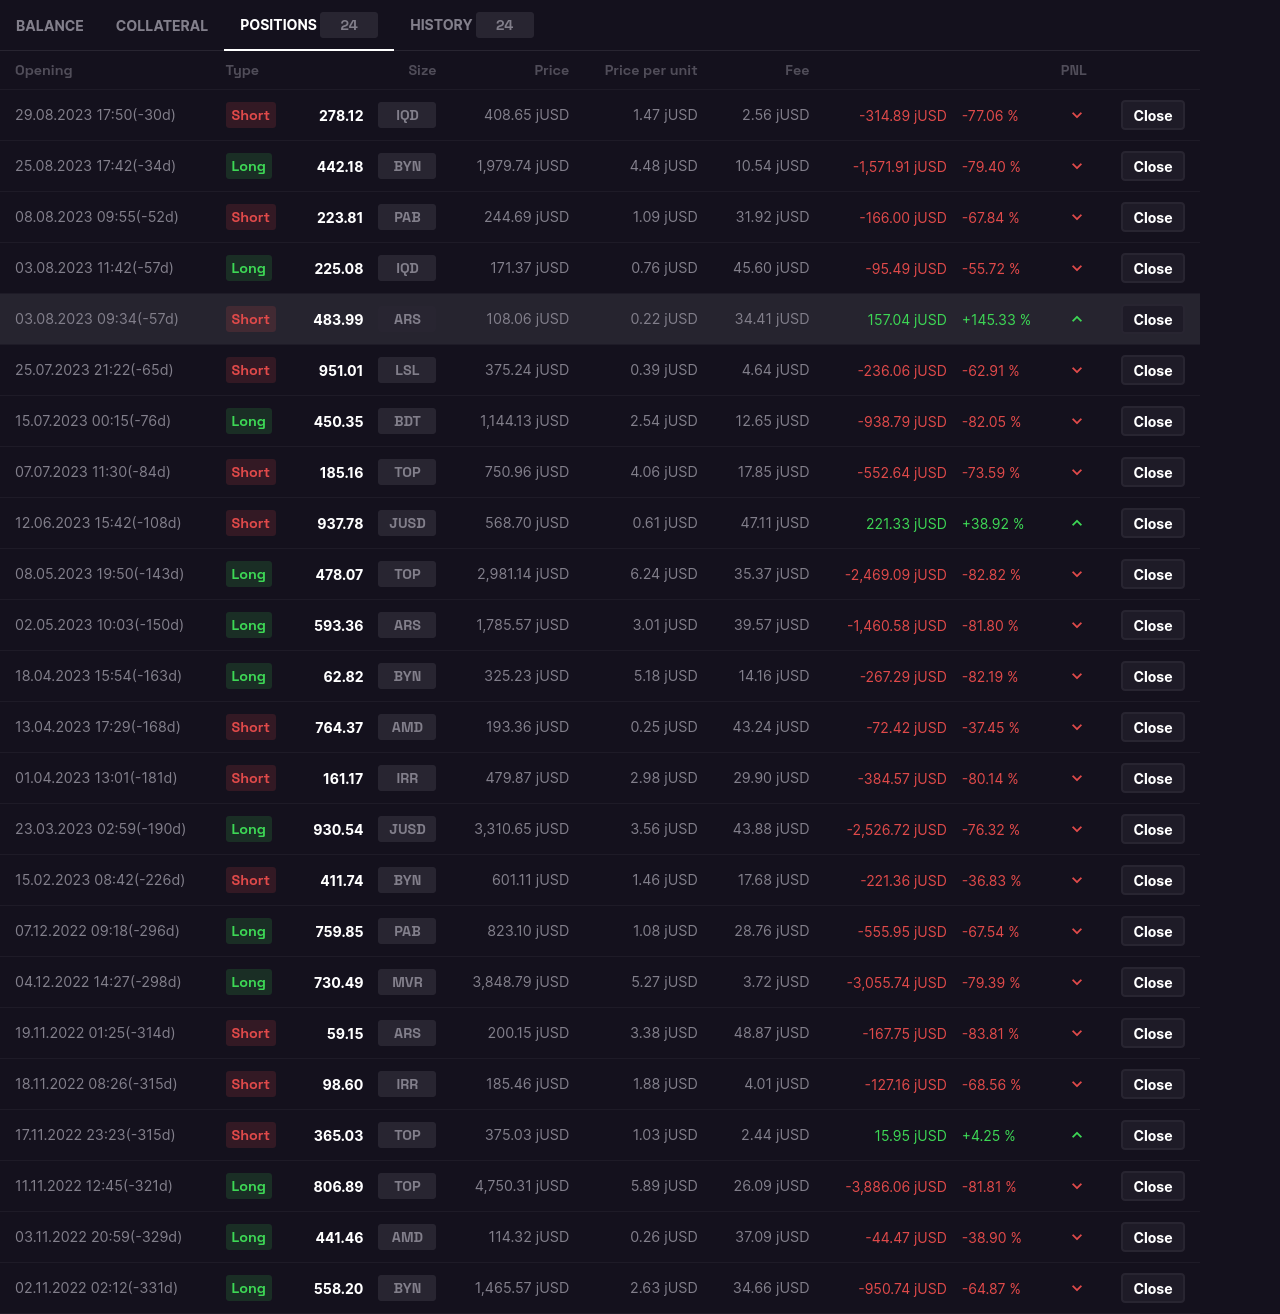 BALANCE COLLATERAL POSITIONS 24 HISTORY 24
Opening Type Size Price Price per unit Fee PNL
29.08.2023 17:50(-30d) Short 278.12 IQD 408.65 jUSD 1.47 jUSD 2.56 jUSD -314.89 jUSD -77.06 % Close
25.08.2023 17:42(-34d) Long 442.18 BYN 1,979.74 jUSD 4.48 jUSD 10.54 jUSD -1,571.91 jUSD -79.40 % Close
08.08.2023 09:55(-52d) Short 223.81 PAB 244.69 jUSD 1.09 jUSD 31.92 jUSD -166.00 jUSD -67.84 % Close
03.08.2023 11:42(-57d) Long 225.08 IQD 171.37 jUSD 0.76 jUSD 45.60 jUSD -95.49 jUSD -55.72 % Close
03.08.2023 09:34(-57d) Short 483.99 ARS 108.06 jUSD 0.22 jUSD 34.41 jUSD 157.04 jUSD +145.33 % Close
25.07.2023 21:22(-65d) Short 951.01 LSL 375.24 jUSD 0.39 jUSD 4.64 jUSD -236.06 jUSD -62.91 % Close
15.07.2023 00:15(-76d) Long 450.35 BDT 1,144.13 jUSD 2.54 jUSD 12.65 jUSD -938.79 jUSD -82.05 % Close
07.07.2023 11:30(-84d) Short 185.16 TOP 750.96 jUSD 4.06 jUSD 17.85 jUSD -552.64 jUSD -73.59 % Close
12.06.2023 15:42(-108d) Short 937.78 JUSD 568.70 jUSD 0.61 jUSD 47.11 jUSD 221.33 jUSD +38.92 % Close
08.05.2023 19:50(-143d) Long 478.07 TOP 2,981.14 jUSD 6.24 jUSD 35.37 jUSD -2,469.09 jUSD -82.82 % Close
02.05.2023 10:03(-150d) Long 593.36 ARS 1,785.57 jUSD 3.01 jUSD 39.57 jUSD -1,460.58 jUSD -81.80 % Close
18.04.2023 15:54(-163d) Long 62.82 BYN 325.23 jUSD 5.18 jUSD 14.16 jUSD -267.29 jUSD -82.19 % Close
13.04.2023 17:29(-168d) Short 764.37 AMD 193.36 jUSD 0.25 jUSD 43.24 jUSD -72.42 jUSD -37.45 % Close
01.04.2023 13:01(-181d) Short 161.17 IRR 479.87 jUSD 2.98 jUSD 29.90 jUSD -384.57 jUSD -80.14 % Close
23.03.2023 02:59(-190d) Long 930.54 JUSD 3,310.65 jUSD 3.56 jUSD 43.88 jUSD -2,526.72 jUSD -76.32 % Close
15.02.2023 08:42(-226d) Short 411.74 BYN 601.11 jUSD 1.46 jUSD 17.68 jUSD -221.36 jUSD -36.83 % Close
07.12.2022 09:18(-296d) Long 759.85 PAB 823.10 jUSD 1.08 jUSD 28.76 jUSD -555.95 jUSD -67.54 % Close
04.12.2022 14:27(-298d) Long 730.49 MVR 3,848.79 jUSD 5.27 jUSD 3.72 jUSD -3,055.74 jUSD -79.39 % Close
19.11.2022 01:25(-314d) Short 59.15 ARS 200.15 jUSD 3.38 jUSD 48.87 jUSD -167.75 jUSD -83.81 % Close
18.11.2022 08:26(-315d) Short 98.60 IRR 185.46 jUSD 1.88 jUSD 4.01 jUSD -127.16 jUSD -68.56 % Close
17.11.2022 23:23(-315d) Short 365.03 TOP 375.03 jUSD 1.03 jUSD 2.44 jUSD 15.95 jUSD +4.25 % Close
11.11.2022 12:45(-321d) Long 806.89 TOP 4,750.31 jUSD 5.89 jUSD 26.09 jUSD -3,886.06 jUSD -81.81 % Close
03.11.2022 20:59(-329d) Long 441.46 AMD 114.32 jUSD 0.26 jUSD 37.09 jUSD -44.47 jUSD -38.90 % Close
02.11.2022 02:12(-331d) Long 558.20 BYN 1,465.57 jUSD 2.63 jUSD 34.66 jUSD -950.74 jUSD -64.87 % Close